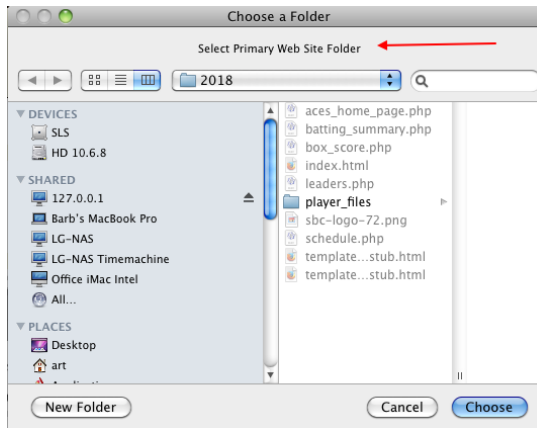 Choose a Folder
Select Primary Web Site Folder
2018
DEVICES
SLS
HD 10.6.8
SHARED
127.0.0.1
Barb's MacBook Pro
LG-NAS
LG-NAS Timemachine
Office iMac Intel
All...
PLACES
Desktop
art
aces_home_page.php
batting_summary.php
box_score.php
index.html
leaders.php
player_files
sbc-logo-72.png
schedule.php
template...stub.html
template...stub.html
New Folder
Cancel
Choose